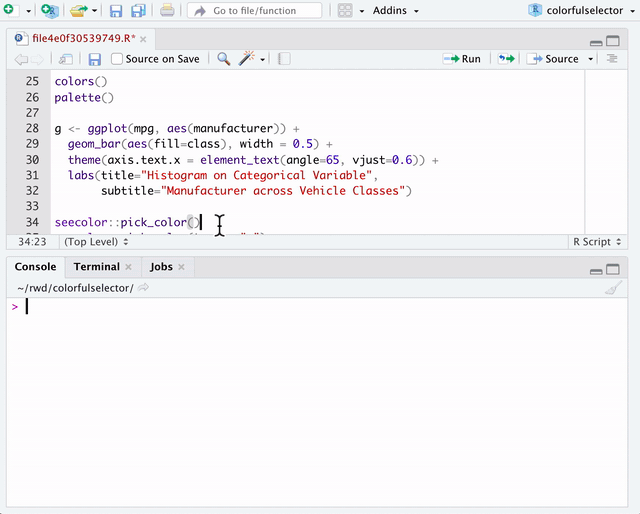 Go to file/function
Addins
colorfulselector
file4e0f30539749.R*
Source on Save
Run
Source
25 colors()
26 palette()
27
28 g <- ggplot(mpg, aes(manufacturer)) +
29 geom_bar(aes(fill=class), width = 0.5) +
30 theme(axis.text.x = element_text(angle=65, vjust=0.6)) +
31 labs(title="Histogram on Categorical Variable",
32 subtitle="Manufacturer across Vehicle Classes")
33
34 seecolor::pick_color()
34:23 (Top Level) R Script
Console Terminal Jobs
~/rwd/colorfulselector/
>